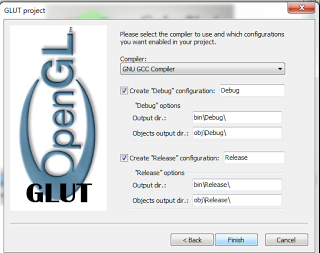 GLUT project
Please select the compiler to use and which configurations
you want enabled in your project.
Compiler:
GNU GCC Compiler
Create "Debug" configuration: Debug
"Debug" options
Output dir.: bin\Debug\
Objects output dir.: obj\Debug\
Create "Release" configuration: Release
"Release" options
Output dir.: bin\Release\
Objects output dir.: obj\Release\
OpenGL
GLUT
< Back Finish Cancel